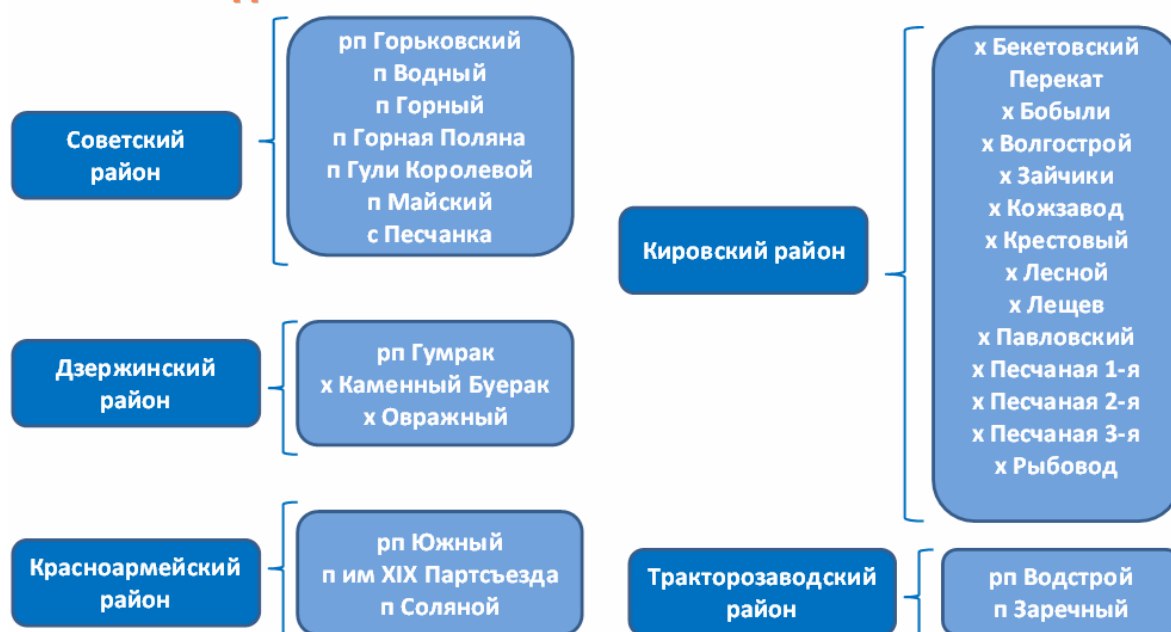 Советский
район
рп Горьковский
п Водный
п Горный
п Горная Поляна
п Гули Королевой
п Майский
с Песчанка
Дзержинский
район
рп Гумрак
х Каменный Буерак
х Овражный
Красноармейский
район
рп Южный
п им XIX Партсъезда
п Соляной
Кировский район
х Бекетовский
Перекат
х Бобыли
х Волгострой
х Зайчики
х Кожзавод
х Крестовый
х Лесной
х Лещев
х Павловский
х Песчаная 1-я
х Песчаная 2-я
х Песчаная 3-я
х Рыбовод
Тракторозаводский
район
рп Водстрой
п Заречный